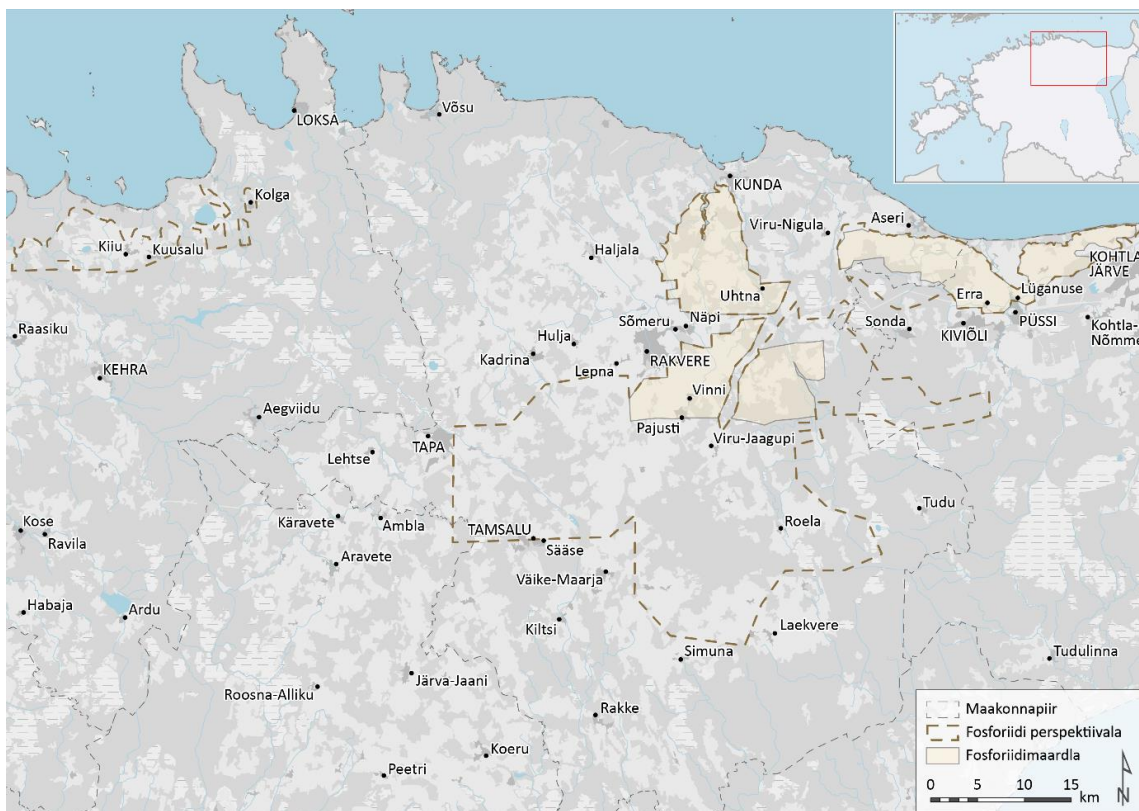 LOKSA
Võsu
Kolga
KUNDA
Aseri
Viru-Nigula
Kiiu
Kuusalu
Haljala
KOHTLA-
JÄRVE
Uhtna
Erra
Lüganuse
Raasiku
Sõmeru
Näpi
Sonda
KIVIÕLI
PÜSSI
Kohtla-
Nõmme
Hulja
Kadrina
Lepna
RAKVERE
KEHRA
Vinni
Aegviidu
Pajusti
Viru-Jaagupi
TAPA
Lehtse
Kose
Ravila
Käravete
Ambla
TAMSALU
Sääse
Roela
Tudu
Aravete
Väike-Maarja
Habaja
Ardu
Kiltsi
Laekvere
Simuna
Tudulinna
Roosna-Alliku
Järva-Jaani
Rakke
Koeru
Peetri
Maakonnapiir
Fosforiidi perspektiivala
Fosforiidimaardla
0 5 10 15
km
N